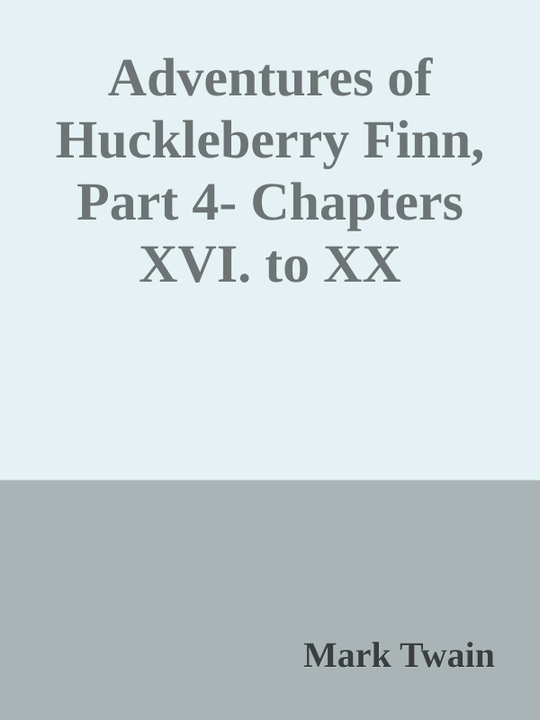 Adventures of
Huckleberry Finn,
Part 4- Chapters
XVI. to XX
Mark Twain